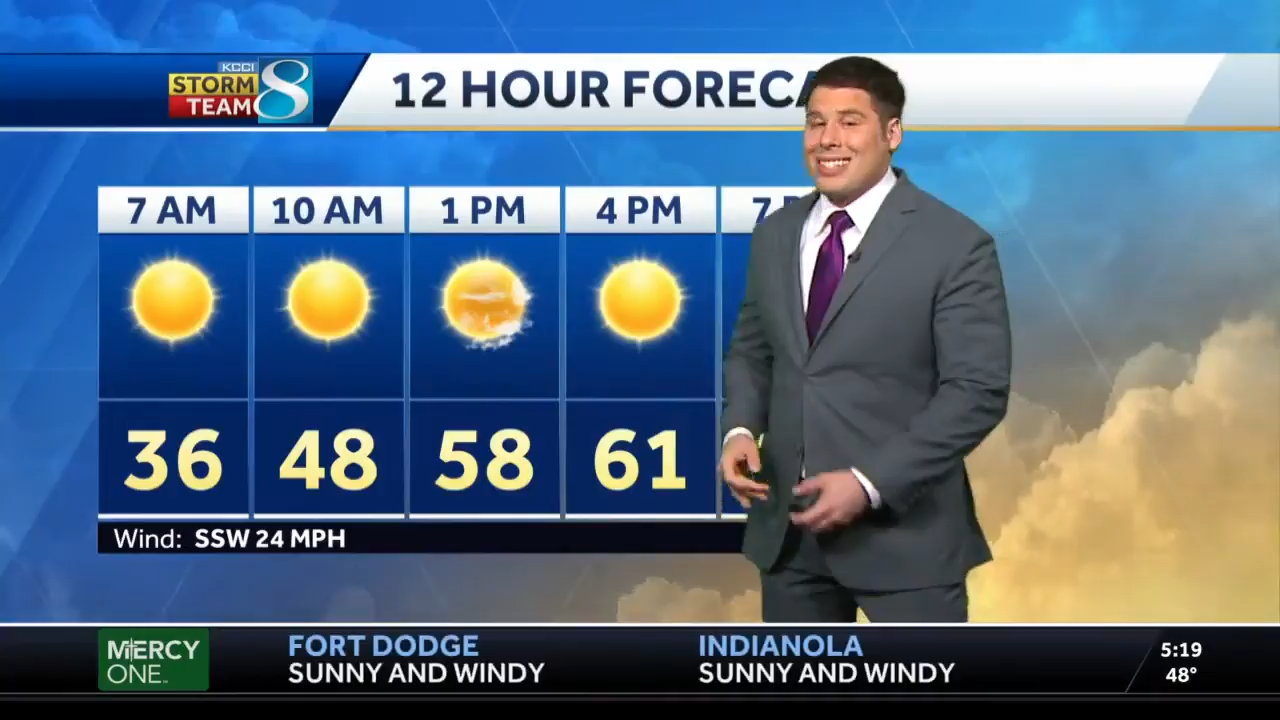 KCCI
STORM
TEAM
8
12 HOUR FORECA
7 AM
10 AM
1 PM
4 PM
7 P
36
48
58
61
Wind: SSW 24 MPH
MERCY
ONE
FORT DODGE
SUNNY AND WINDY
INDIANOLA
SUNNY AND WINDY
5:19
48°